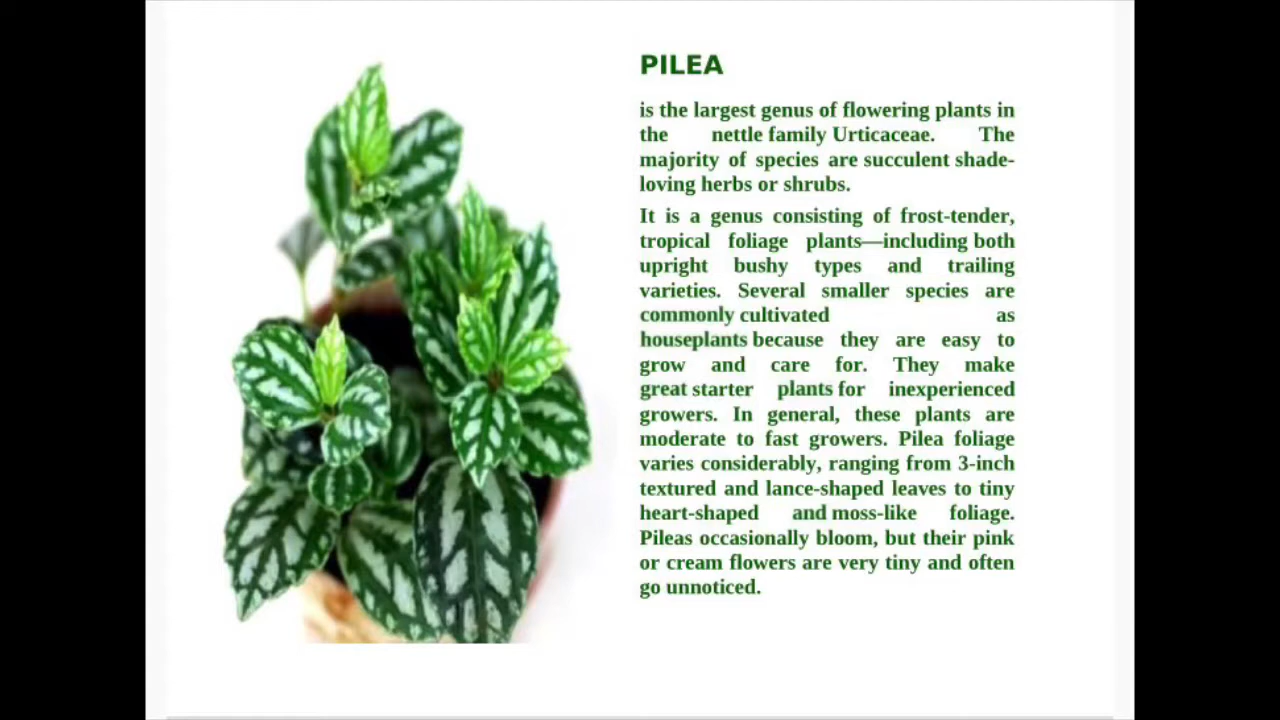 PILEA
is the largest genus of flowering plants in
the nettle family Urticaceae. The
majority of species are succulent shade-
loving herbs or shrubs.
It is a genus consisting of frost-tender,
tropical foliage plants—including both
upright bushy types and trailing
varieties. Several smaller species are
commonly cultivated as
houseplants because they are easy to
grow and care for. They make
great starter plants for inexperienced
growers. In general, these plants are
moderate to fast growers. Pilea foliage
varies considerably, ranging from 3-inch
textured and lance-shaped leaves to tiny
heart-shaped and moss-like foliage.
Pileas occasionally bloom, but their pink
or cream flowers are very tiny and often
go unnoticed.